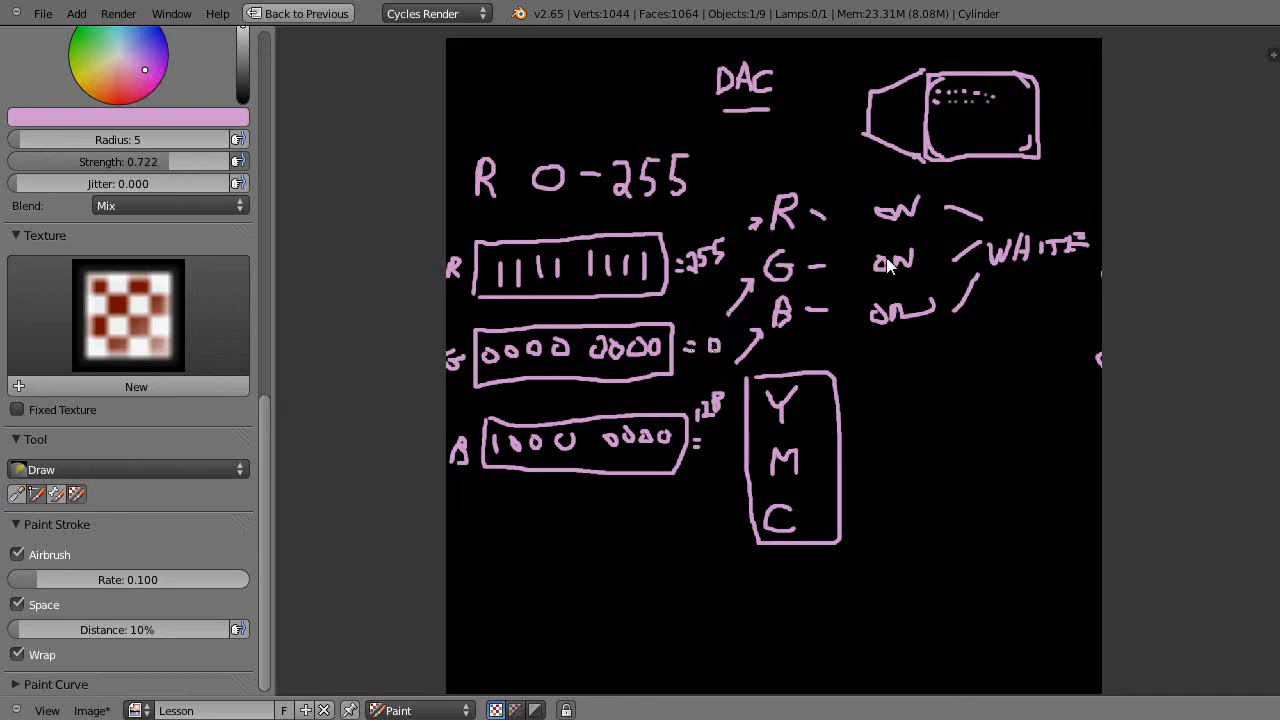 File Add Render Window Help Back to Previous Cycles Render v2.65 | Verts:1044 | Faces:1064 | Objects:1/9 | Lamps:0/1 | Mem:23.31M (8.08M) | Cylinder
Radius: 5
Strength: 0.722
Jitter: 0.000
Blend: Mix
Texture
New
Fixed Texture
Tool
Draw
Paint Stroke
Airbrush
Rate: 0.100
Space
Distance: 10%
Wrap
Paint Curve
DAC
R 0-255
R 1111 1111 =255
G 0000 0000 = 0
B 1000 0000 = 128
R - ON
G - ON WHITE
B - ON
Y
M
C
View Image* Lesson F Paint